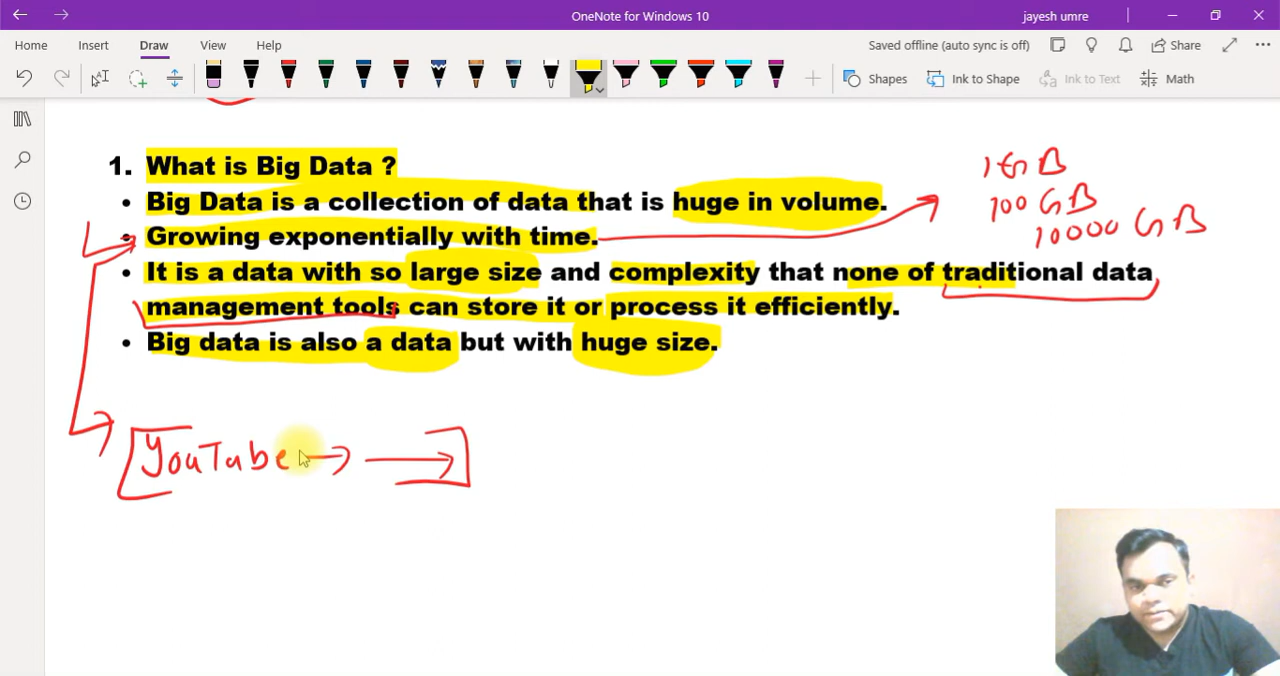 OneNote for Windows 10
jayesh umre
Home Insert Draw View Help
Saved offline (auto sync is off)
Share
Shapes
Ink to Shape
Ink to Text
Math
1. What is Big Data ?
• Big Data is a collection of data that is huge in volume.
• Growing exponentially with time.
• It is a data with so large size and complexity that none of traditional data
management tools can store it or process it efficiently.
• Big data is also a data but with huge size.
1 GB
100 GB
10000 GB
YouTube